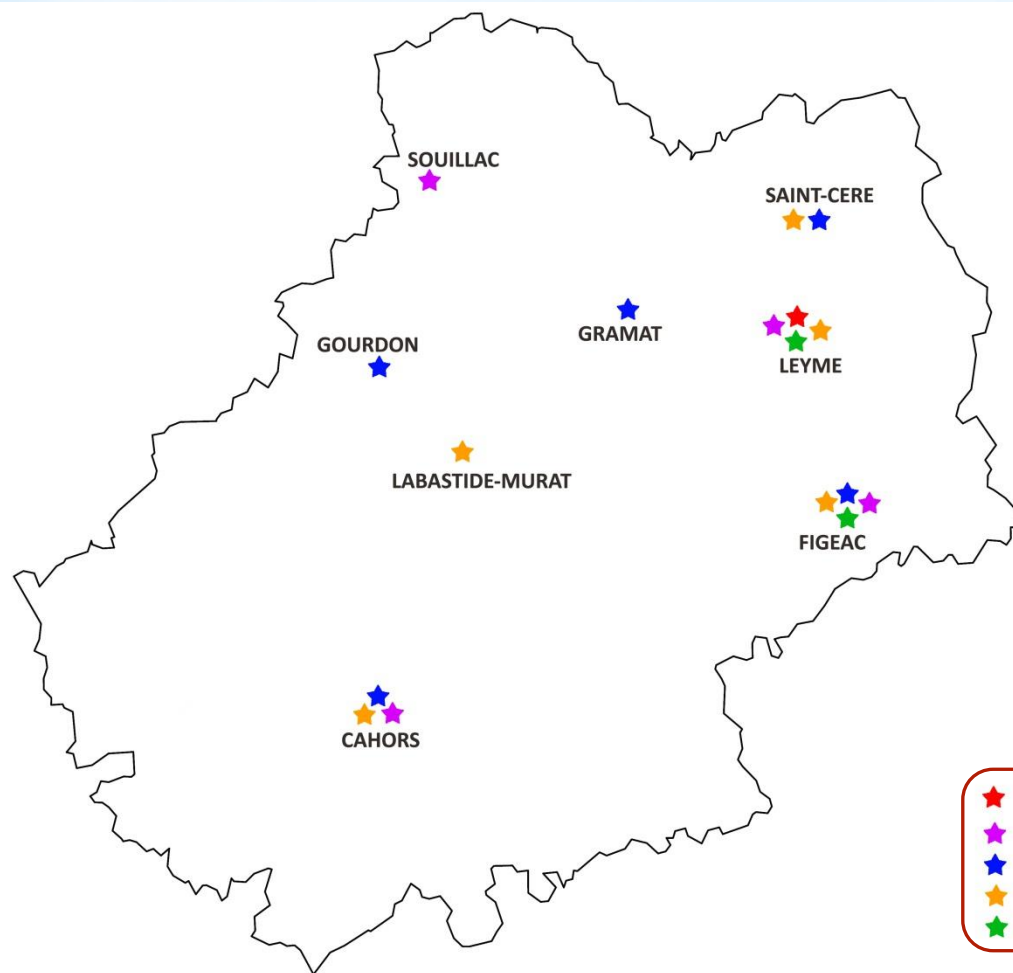 SOUILLAC
SAINT-CERE
GRAMAT
GOURDON
LEYME
LABASTIDE-MURAT
FIGEAC
CAHORS